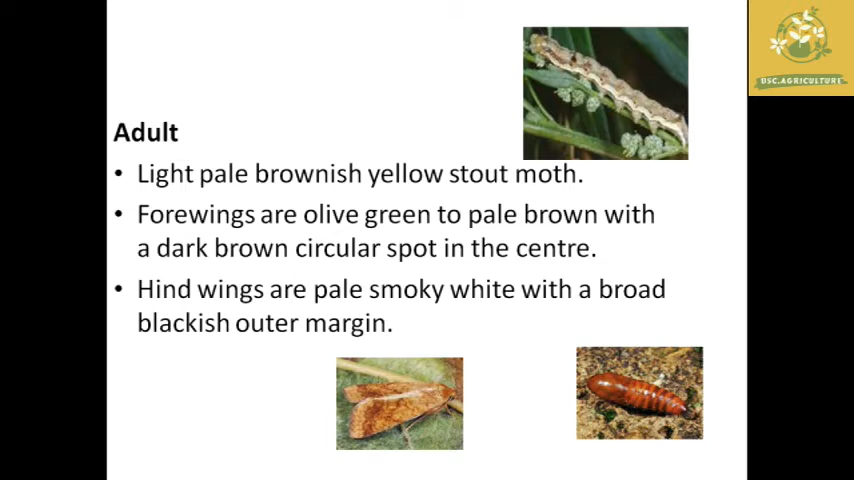 DSC.AGRICULTURE
Adult
• Light pale brownish yellow stout moth.
• Forewings are olive green to pale brown with
a dark brown circular spot in the centre.
• Hind wings are pale smoky white with a broad
blackish outer margin.